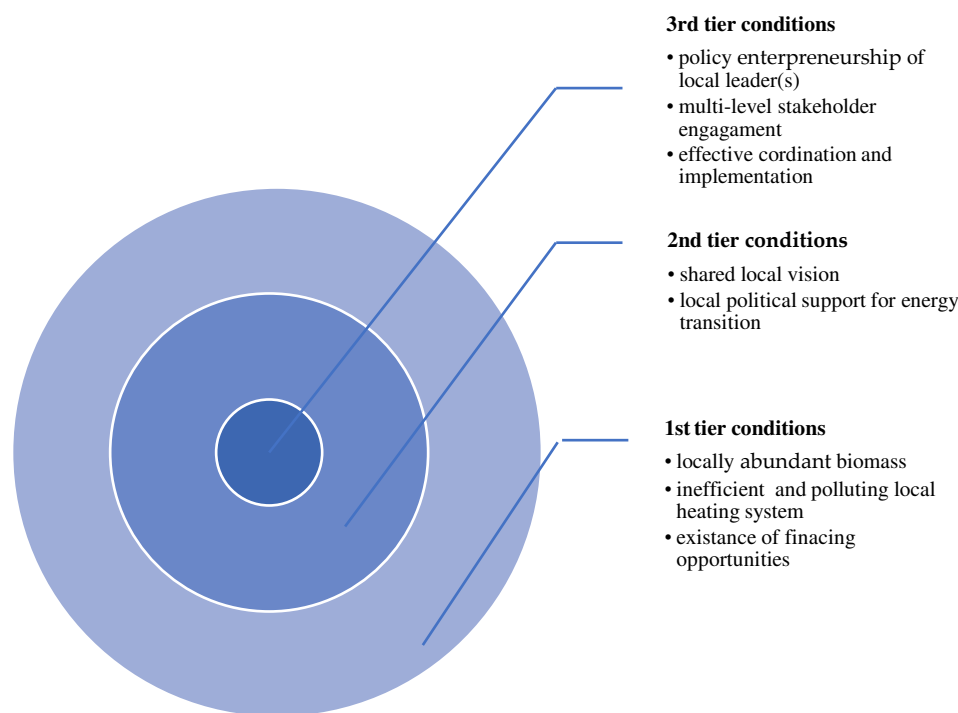 3rd tier conditions
• policy enterpreneurship of
local leader(s)
• multi-level stakeholder
engagament
• effective cordination and
implementation
2nd tier conditions
• shared local vision
• local political support for energy
transition
1st tier conditions
• locally abundant biomass
• inefficient and polluting local
heating system
• existance of finacing
opportunities